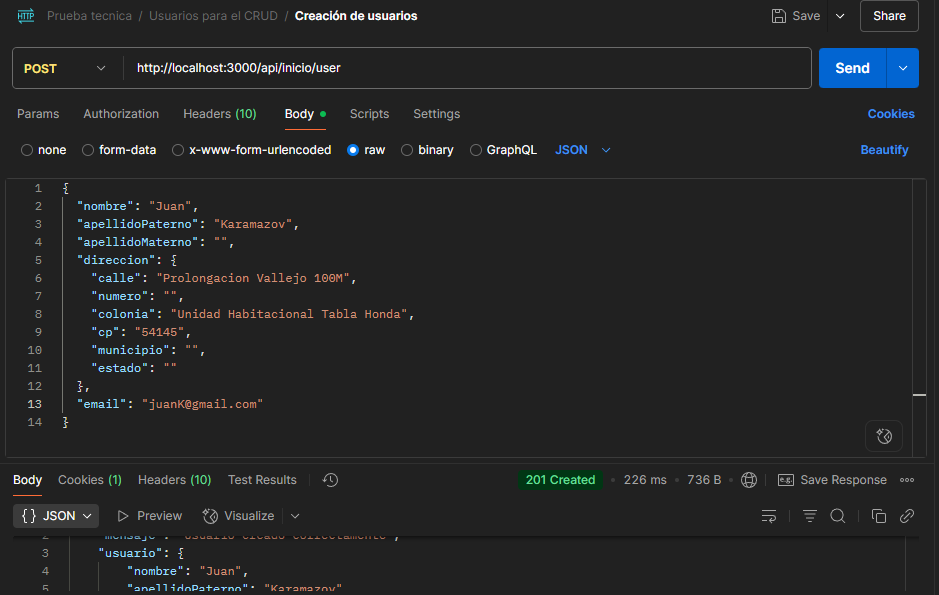 HTTP Prueba tecnica / Usuarios para el CRUD / Creación de usuarios Save Share
POST http://localhost:3000/api/inicio/user Send
Params Authorization Headers (10) Body Scripts Settings Cookies
none form-data x-www-form-urlencoded raw binary GraphQL JSON Beautify
1 {
2 "nombre": "Juan",
3 "apellidoPaterno": "Karamazov",
4 "apellidoMaterno": "",
5 "direccion": {
6 "calle": "Prolongacion Vallejo 100M",
7 "numero": "",
8 "colonia": "Unidad Habitacional Tabla Honda",
9 "cp": "54145",
10 "municipio": "",
11 "estado": ""
12 },
13 "email": "juanK@gmail.com"
14 }
Body Cookies (1) Headers (10) Test Results 201 Created 226 ms 736 B e.g. Save Response
{} JSON Preview Visualize
2 "mensaje": "Usuario creado correctamente",
3 "usuario": {
4 "nombre": "Juan",
5 "apellidoPaterno": "Karamazov"